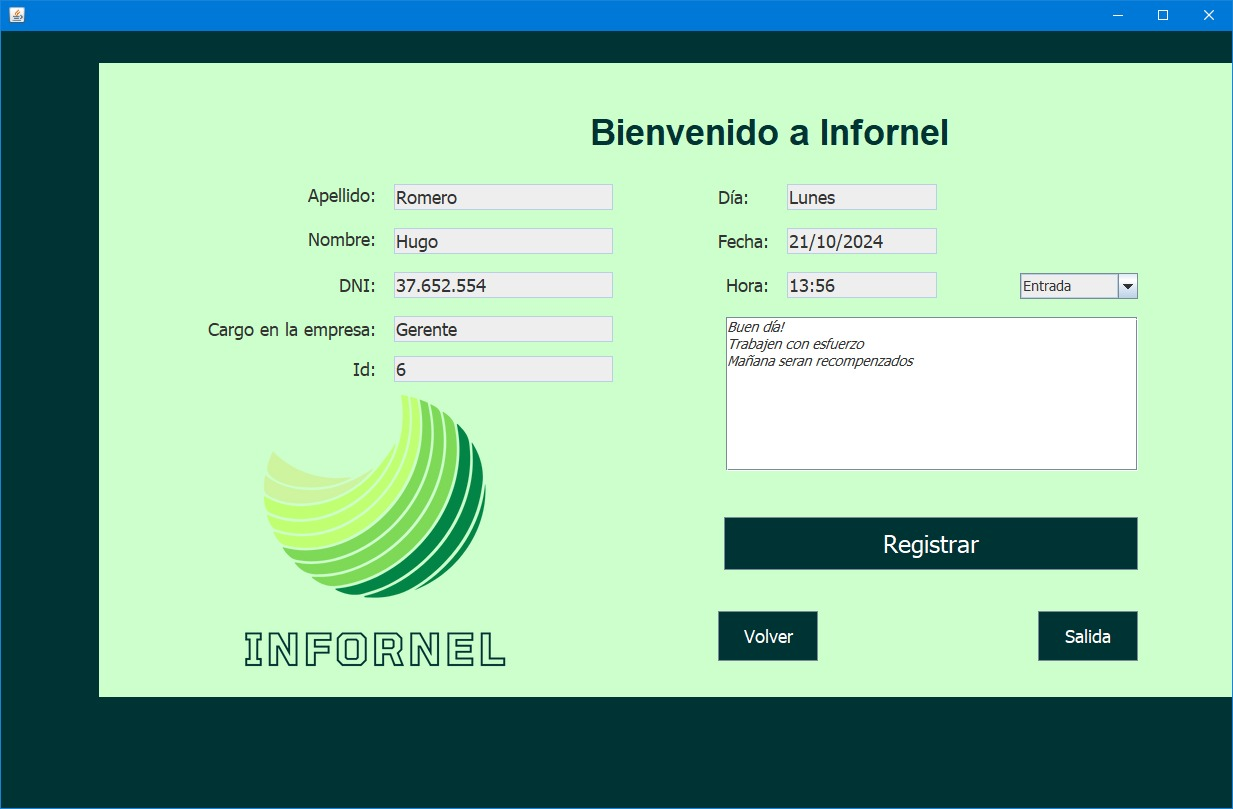 Bienvenido a Infornel
Apellido: Romero
Nombre: Hugo
DNI: 37.652.554
Cargo en la empresa: Gerente
Id: 6
INFORNEL
Día: Lunes
Fecha: 21/10/2024
Hora: 13:56
Entrada
Buen día!
Trabajen con esfuerzo
Mañana seran recompenzados
Registrar
Volver
Salida